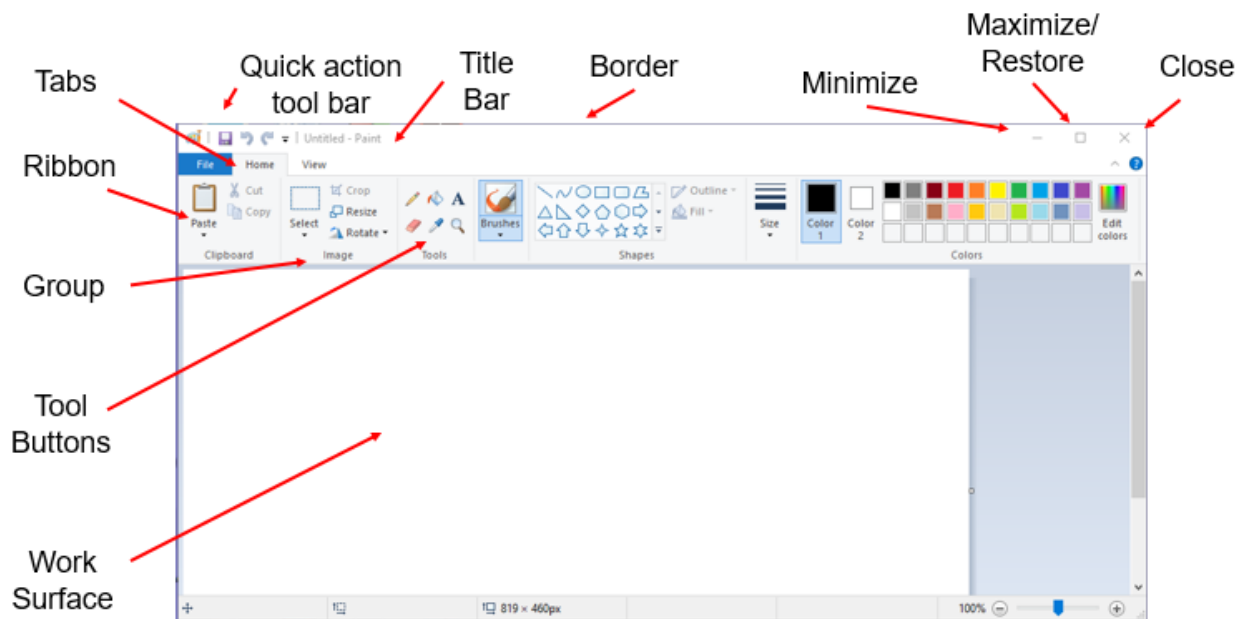 Maximize/
Restore
Close
Minimize
Border
Title
Bar
Quick action
tool bar
Tabs
Ribbon
Group
Tool
Buttons
Work
Surface
Untitled - Paint
File Home View
Paste
Cut
Copy
Clipboard
Select
Crop
Resize
Rotate
Image
A
Tools
Brushes
Outline
Fill
Shapes
Size
Color
1
Color
2
Edit
colors
Colors
?
819 × 460px
100%